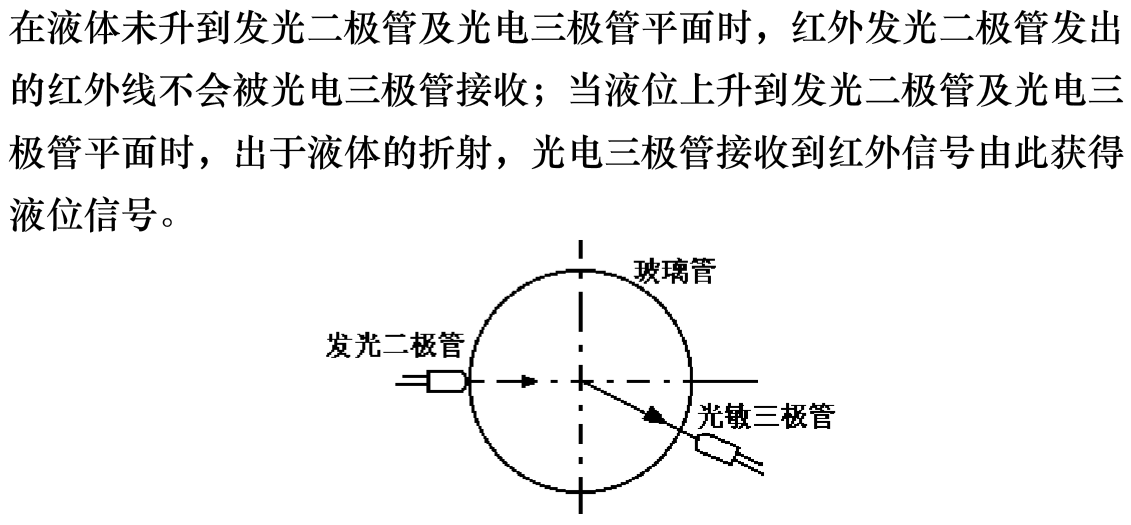 在液体未升到发光二极管及光电三极管平面时，红外发光二极管发出
的红外线不会被光电三极管接收；当液位上升到发光二极管及光电三
极管平面时，出于液体的折射，光电三极管接收到红外信号由此获得
液位信号。
玻璃管
发光二极管
光敏三极管